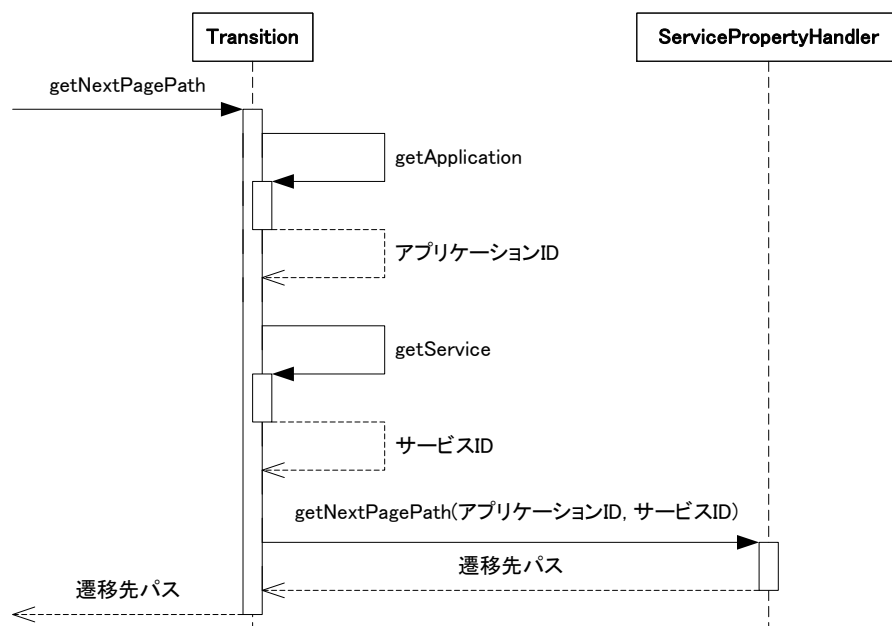 Transition
ServicePropertyHandler
getNextPagePath
getApplication
アプリケーションID
getService
サービスID
getNextPagePath(アプリケーションID, サービスID)
遷移先パス
遷移先パス